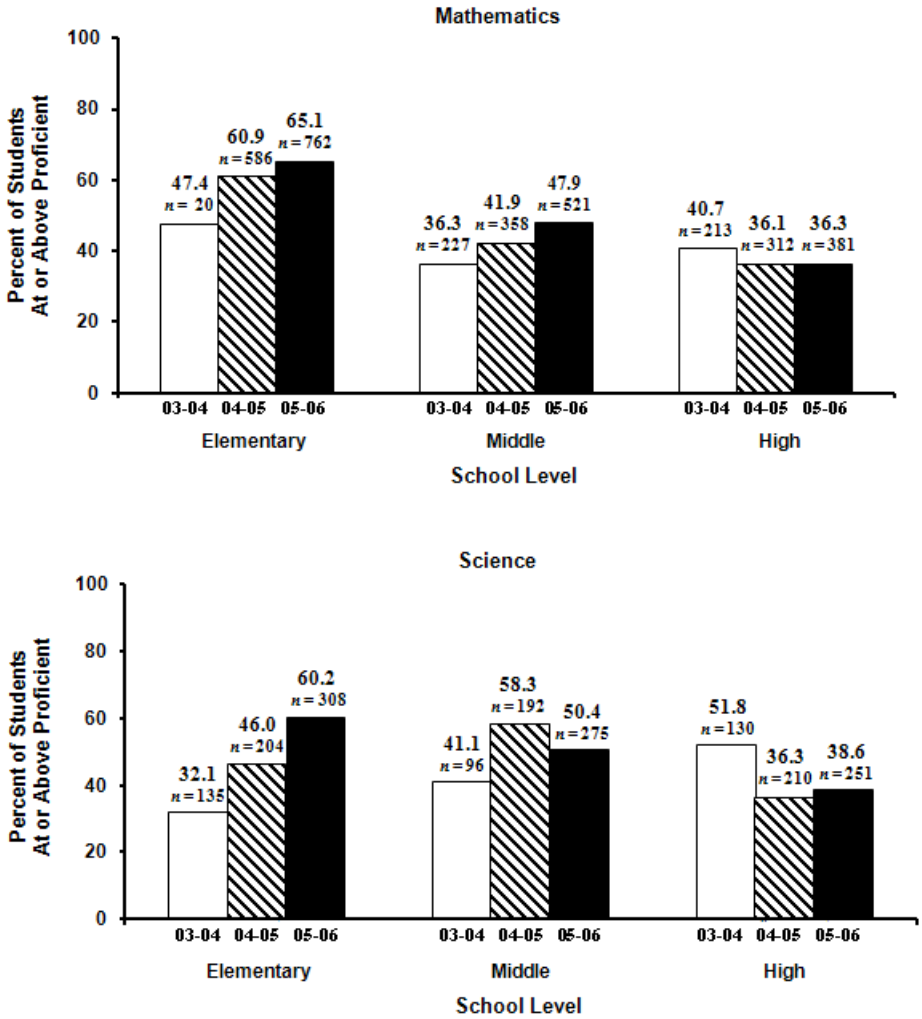 Mathematics
Percent of Students
At or Above Proficient
100
80
60
40
20
0
47.4
n= 20
60.9
n=586
65.1
n=762
36.3
n=227
41.9
n=358
47.9
n=521
40.7
n=213
36.1
n=312
36.3
n=381
03-04 04-05 05-06 03-04 04-05 05-06 03-04 04-05 05-06
Elementary Middle High
School Level
Science
Percent of Students
At or Above Proficient
100
80
60
40
20
0
32.1
n=135
46.0
n=204
60.2
n=308
41.1
n=96
58.3
n=192
50.4
n=275
51.8
n=130
36.3
n=210
38.6
n=251
03-04 04-05 05-06 03-04 04-05 05-06 03-04 04-05 05-06
Elementary Middle High
School Level